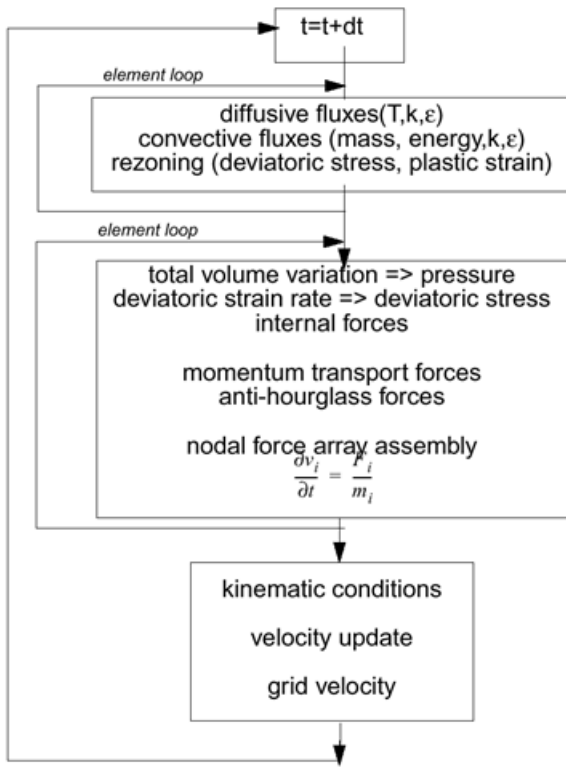 t=t+dt
element loop
diffusive fluxes(T,k,ε)
convective fluxes (mass, energy,k,ε)
rezoning (deviatoric stress, plastic strain)
element loop
total volume variation => pressure
deviatoric strain rate => deviatoric stress
internal forces
momentum transport forces
anti-hourglass forces
nodal force array assembly
∂v_i/∂t = F_i/m_i
kinematic conditions
velocity update
grid velocity